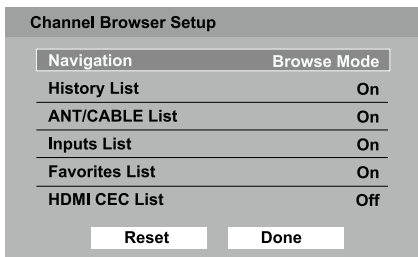 Channel Browser Setup
Navigation Browse Mode
History List On
ANT/CABLE List On
Inputs List On
Favorites List On
HDMI CEC List Off
Reset Done